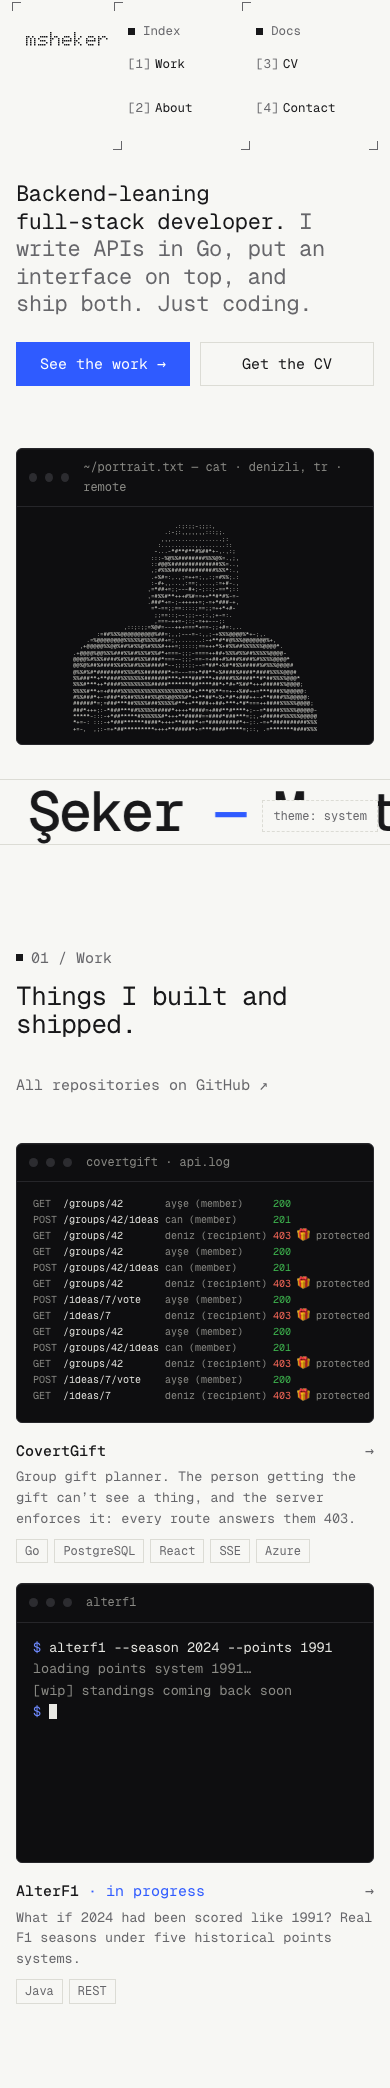 msheker
Index
Docs
[1] Work
[3] CV
[2] About
[4] Contact
Backend-leaning
full-stack developer. I
write APIs in Go, put an
interface on top, and
ship both. Just coding.
See the work →
Get the CV
~/portrait.txt — cat · denizli, tr ·
remote
Şeker —
theme: system
01 / Work
Things I built and
shipped.
All repositories on GitHub ↗
covertgift · api.log
GET /groups/42 ayşe (member) 200
POST /groups/42/ideas can (member) 201
GET /groups/42 deniz (recipient) 403 🎁 protected
GET /groups/42 ayşe (member) 200
POST /groups/42/ideas can (member) 201
GET /groups/42 deniz (recipient) 403 🎁 protected
POST /ideas/7/vote ayşe (member) 200
GET /ideas/7 deniz (recipient) 403 🎁 protected
GET /groups/42 ayşe (member) 200
POST /groups/42/ideas can (member) 201
GET /groups/42 deniz (recipient) 403 🎁 protected
POST /ideas/7/vote ayşe (member) 200
GET /ideas/7 deniz (recipient) 403 🎁 protected
CovertGift →
Group gift planner. The person getting the
gift can’t see a thing, and the server
enforces it: every route answers them 403.
Go
PostgreSQL
React
SSE
Azure
alterf1
$ alterf1 --season 2024 --points 1991
loading points system 1991…
[wip] standings coming back soon
$
AlterF1 · in progress →
What if 2024 had been scored like 1991? Real
F1 seasons under five historical points
systems.
Java
REST